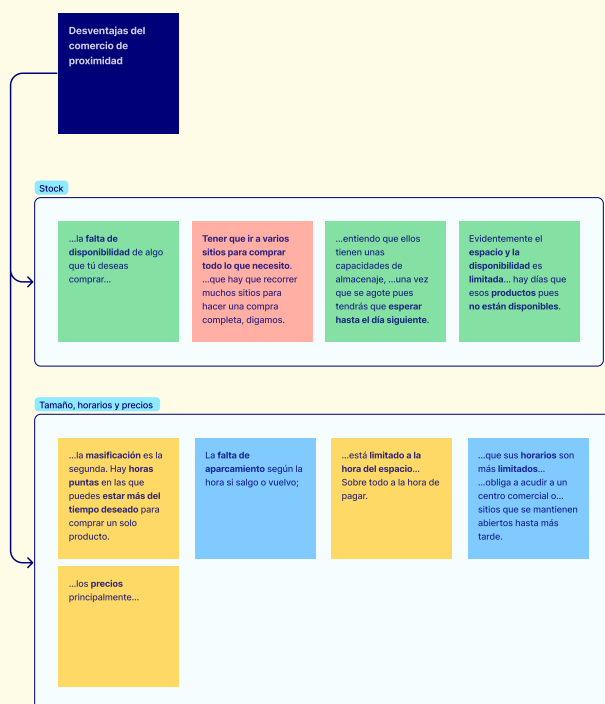 Desventajas del
comercio de
proximidad
Stock
...la falta de
disponibilidad de algo
que tú deseas
comprar...
Tener que ir a varios
sitios para comprar
todo lo que necesito.
...que hay que recorrer
muchos sitios para
hacer una compra
completa, digamos.
...entiendo que ellos
tienen unas
capacidades de
almacenaje, ...una vez
que se agote pues
tendrás que esperar
hasta el día siguiente.
Evidentemente el
espacio y la
disponibilidad es
limitada... hay días que
esos productos pues
no están disponibles.
Tamaño, horarios y precios
...la masificación es la
segunda. Hay horas
puntas en las que
puedes estar más del
tiempo deseado para
comprar un solo
producto.
La falta de
aparcamiento según la
hora si salgo o vuelvo;
...está limitado a la
hora del espacio...
Sobre todo a la hora de
pagar.
...que sus horarios son
más limitados...
...obliga a acudir a un
centro comercial o...
sitios que se mantienen
abiertos hasta más
tarde.
...los precios
principalmente...